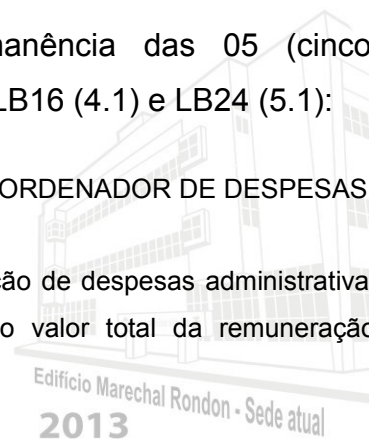 manência das 05 (cinco
LB16 (4.1) e LB24 (5.1):
ORDENADOR DE DESPESAS
ção de despesas administrativa
o valor total da remuneração
Edifício Marechal Rondon - Sede atual
2013